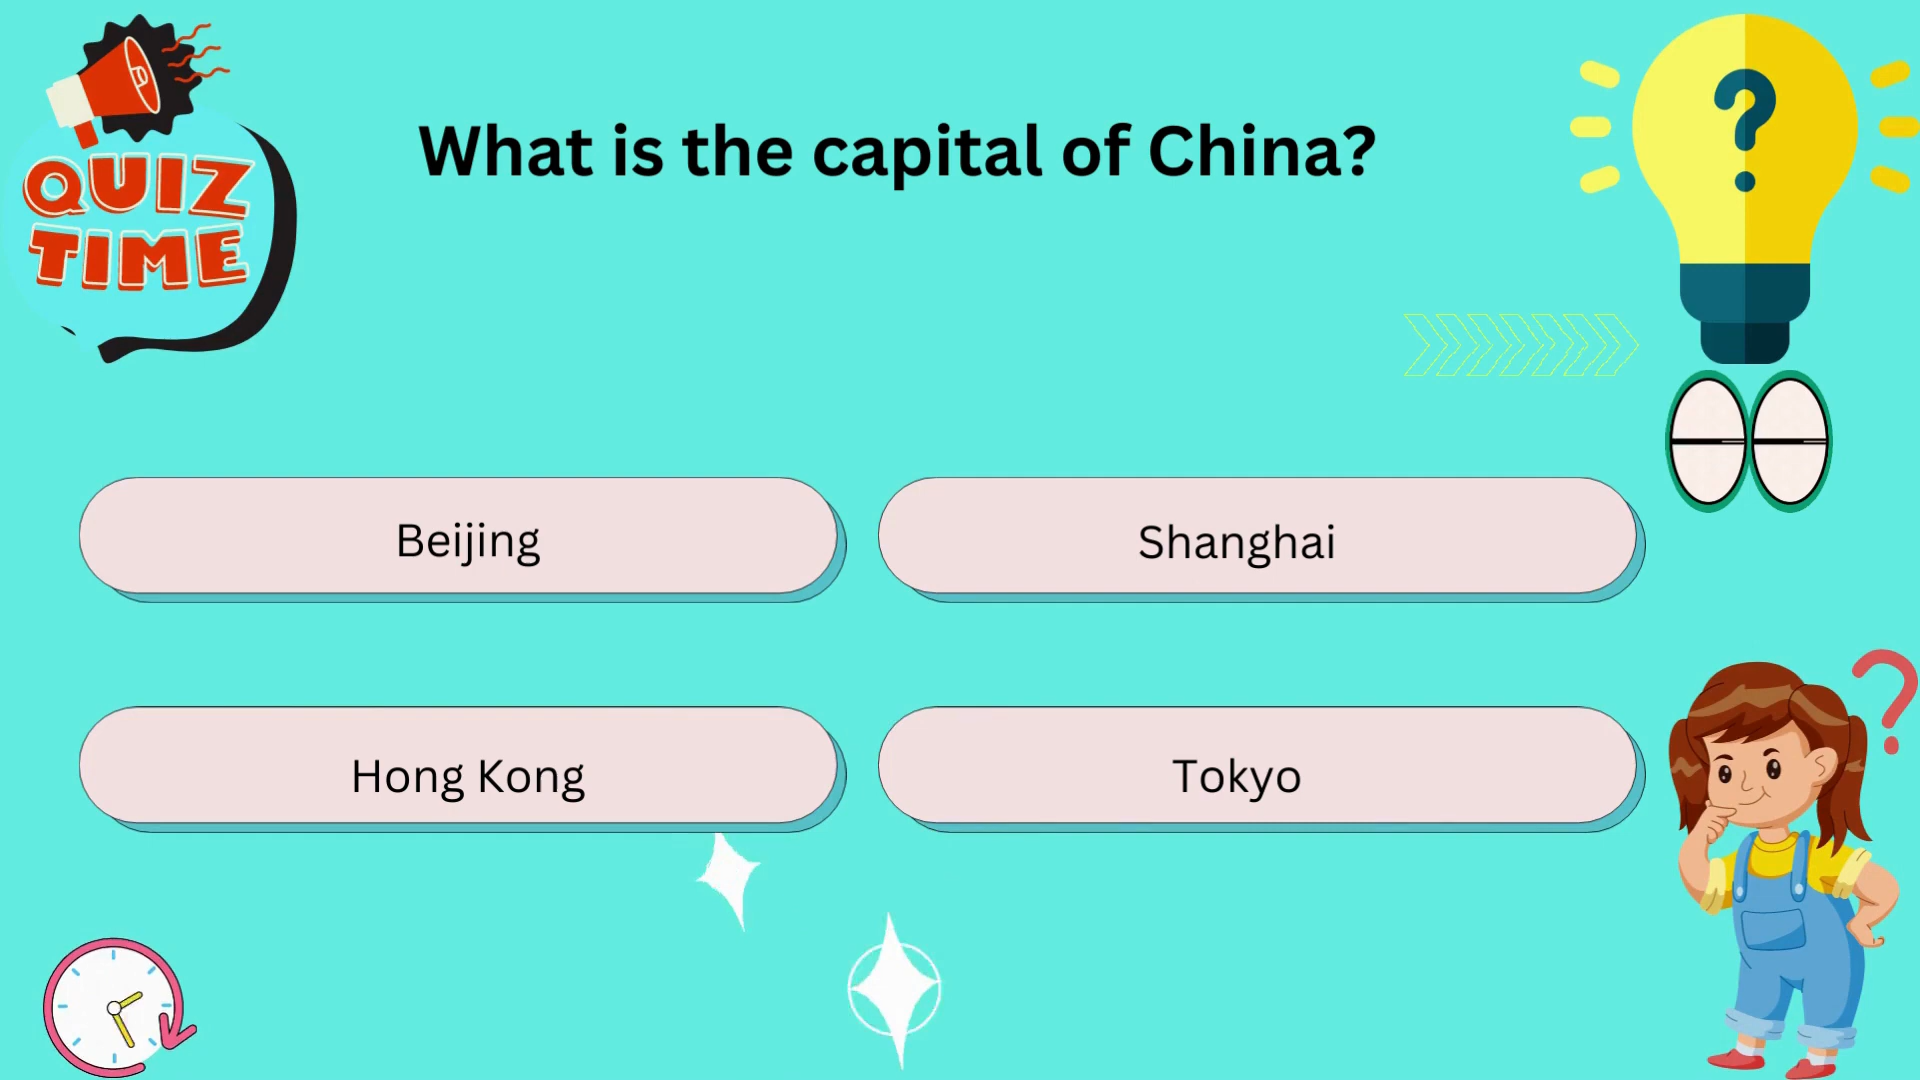 QUIZ
TIME
What is the capital of China?
?
Beijing
Shanghai
Hong Kong
Tokyo
?